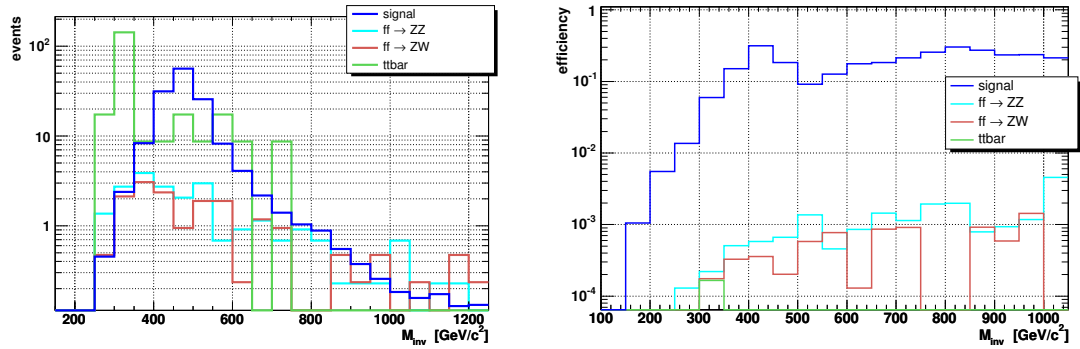 events
10²
10
1
signal
ff → ZZ
ff → ZW
ttbar
200 400 600 800 1000 1200
M_inv [GeV/c²]
efficiency
1
10⁻¹
10⁻²
10⁻³
10⁻⁴
signal
ff → ZZ
ff → ZW
ttbar
100 200 300 400 500 600 700 800 900 1000
M_inv [GeV/c²]